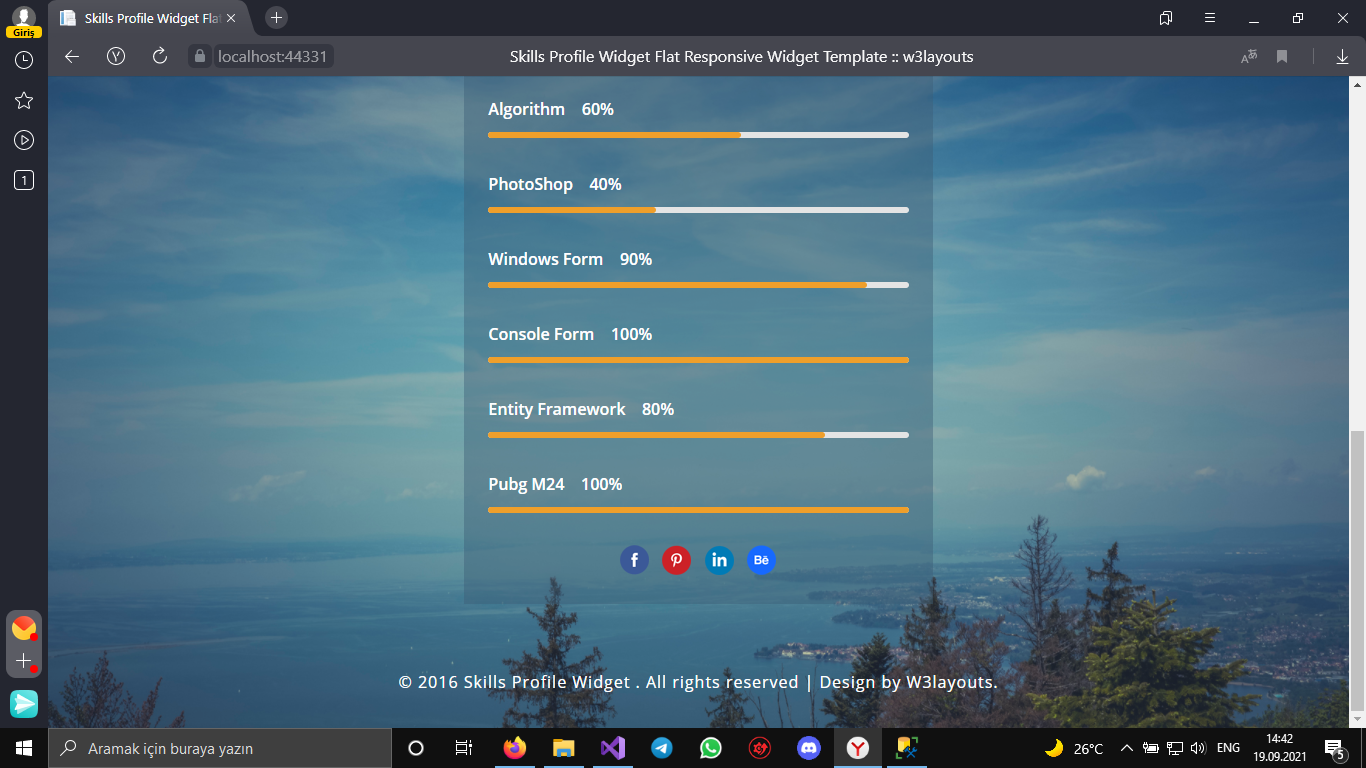 Giriş
Skills Profile Widget Fla
localhost:44331
Skills Profile Widget Flat Responsive Widget Template :: w3layouts
1
Algorithm 60%
PhotoShop 40%
Windows Form 90%
Console Form 100%
Entity Framework 80%
Pubg M24 100%
f in Bē
© 2016 Skills Profile Widget . All rights reserved | Design by W3layouts.
Aramak için buraya yazın
26°C
ENG
14:42
19.09.2021
5